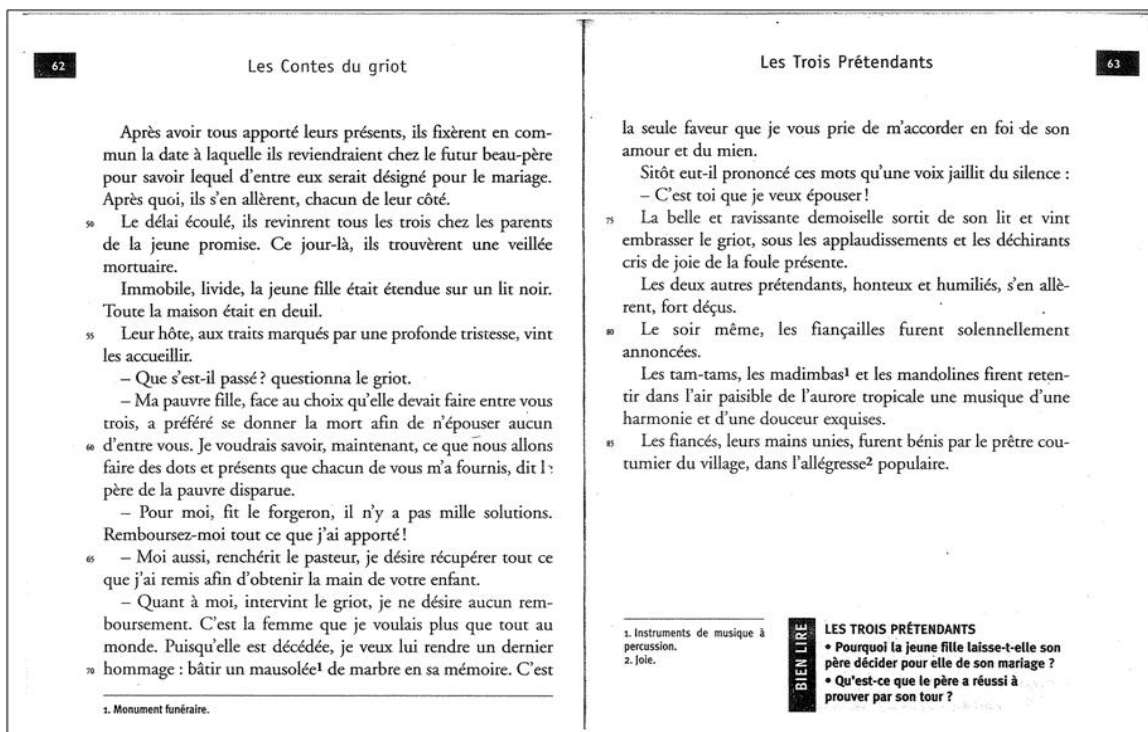 62
Les Contes du griot
Après avoir tous apporté leurs présents, ils fixèrent en com-
mun la date à laquelle ils reviendraient chez le futur beau-père
pour savoir lequel d'entre eux serait désigné pour le mariage.
Après quoi, ils s'en allèrent, chacun de leur côté.
50 Le délai écoulé, ils revinrent tous les trois chez les parents
de la jeune promise. Ce jour-là, ils trouvèrent une veillée
mortuaire.
Immobile, livide, la jeune fille était étendue sur un lit noir.
Toute la maison était en deuil.
55 Leur hôte, aux traits marqués par une profonde tristesse, vint
les accueillir.
– Que s'est-il passé ? questionna le griot.
– Ma pauvre fille, face au choix qu'elle devait faire entre vous
trois, a préféré se donner la mort afin de n'épouser aucun
60 d'entre vous. Je voudrais savoir, maintenant, ce que nous allons
faire des dots et présents que chacun de vous m'a fournis, dit le
père de la pauvre disparue.
– Pour moi, fit le forgeron, il n'y a pas mille solutions.
Remboursez-moi tout ce que j'ai apporté !
65 – Moi aussi, renchérit le pasteur, je désire récupérer tout ce
que j'ai remis afin d'obtenir la main de votre enfant.
– Quant à moi, intervint le griot, je ne désire aucun rem-
boursement. C'est la femme que je voulais plus que tout au
monde. Puisqu'elle est décédée, je veux lui rendre un dernier
70 hommage : bâtir un mausolée1 de marbre en sa mémoire. C'est
1. Monument funéraire.
Les Trois Prétendants
63
la seule faveur que je vous prie de m'accorder en foi de son
amour et du mien.
Sitôt eut-il prononcé ces mots qu'une voix jaillit du silence :
– C'est toi que je veux épouser !
75 La belle et ravissante demoiselle sortit de son lit et vint
embrasser le griot, sous les applaudissements et les déchirants
cris de joie de la foule présente.
Les deux autres prétendants, honteux et humiliés, s'en allè-
rent, fort déçus.
80 Le soir même, les fiançailles furent solennellement
annoncées.
Les tam-tams, les madimbas1 et les mandolines firent reten-
tir dans l'air paisible de l'aurore tropicale une musique d'une
harmonie et d'une douceur exquises.
85 Les fiancés, leurs mains unies, furent bénis par le prêtre cou-
tumier du village, dans l'allégresse2 populaire.
1. Instruments de musique à
percussion.
2. Joie.
BIEN LIRE
LES TROIS PRÉTENDANTS
• Pourquoi la jeune fille laisse-t-elle son
père décider pour elle de son mariage ?
• Qu'est-ce que le père a réussi à
prouver par son tour ?